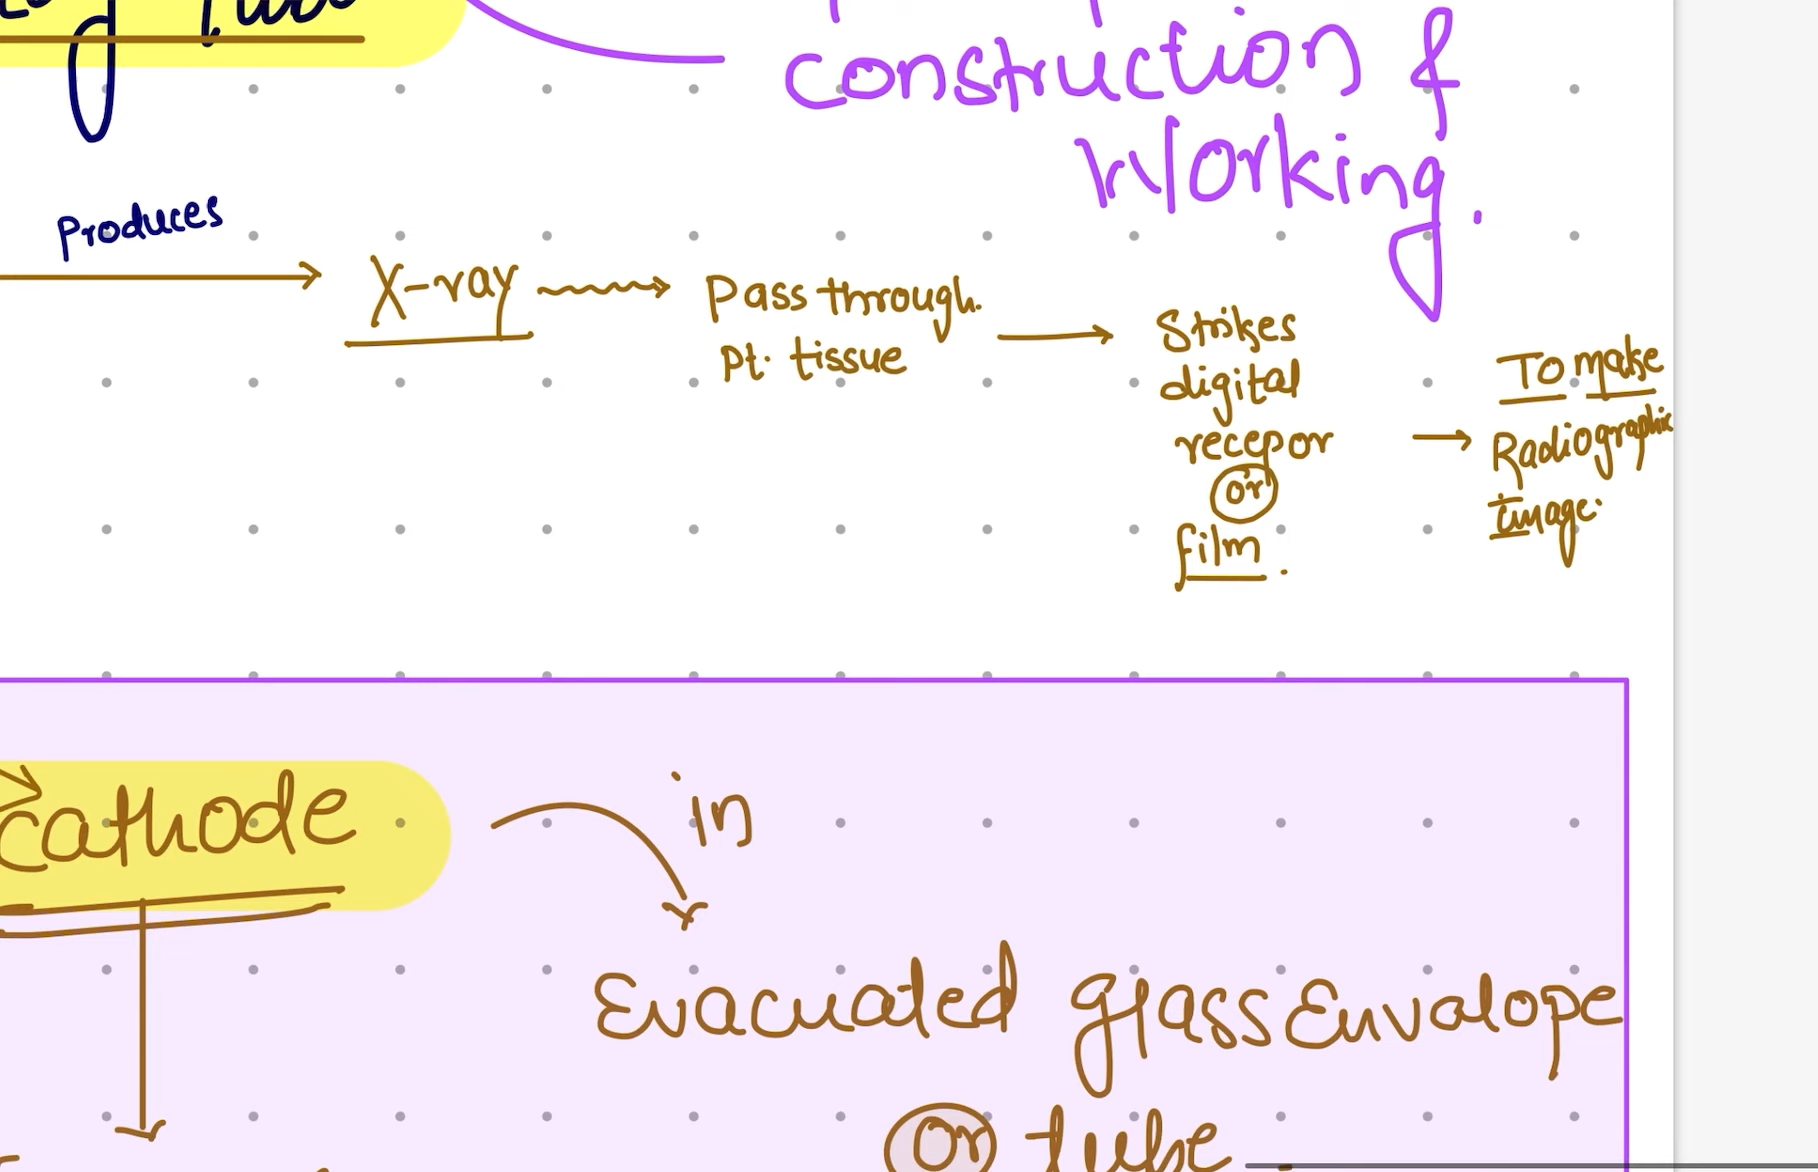 construction &
Working.
Produces
X-ray
Pass through.
Pt. tissue
Strikes
digital
recepor
or
film.
To make
Radiographic
Image.
Cathode
in
Evacuated glass Envalope
or tube